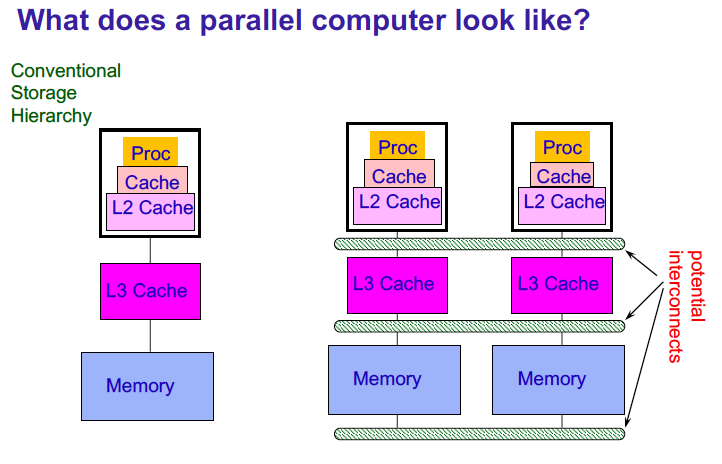 What does a parallel computer look like?
Conventional
Storage
Hierarchy
Proc
Cache
L2 Cache
L3 Cache
Memory
Proc
Cache
L2 Cache
L3 Cache
Memory
Proc
Cache
L2 Cache
L3 Cache
Memory
potential
interconnects